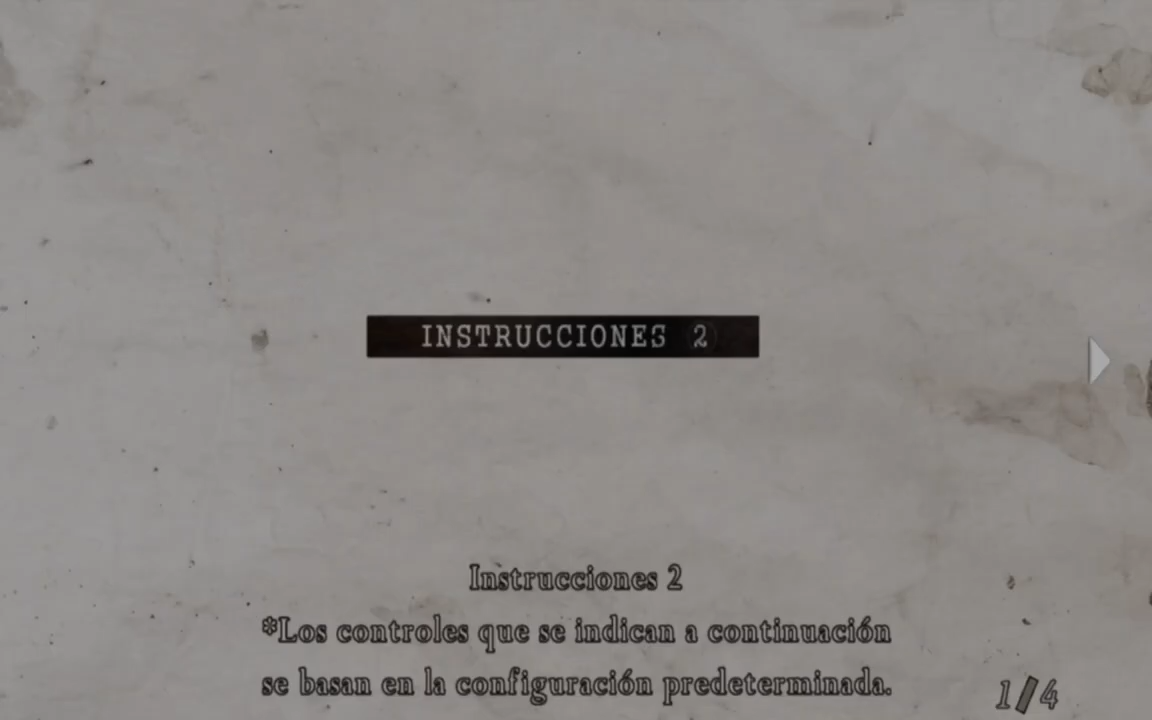 INSTRUCCIONES 2
Instrucciones 2
*Los controles que se indican a continuación
se basan en la configuración predeterminada.
1/4